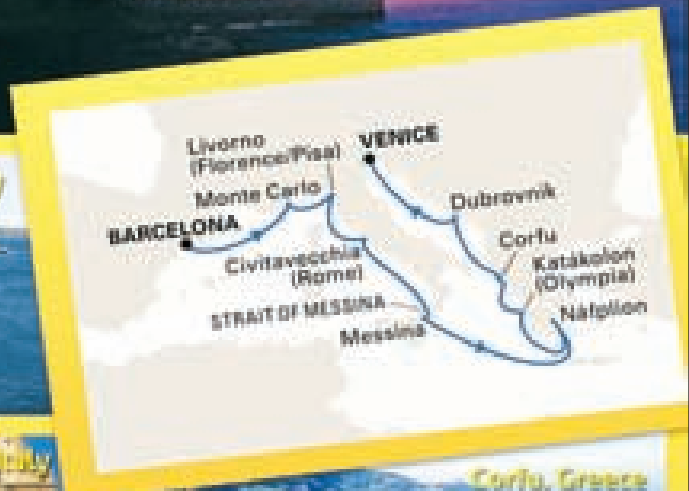 Livorno
(Florence/Pisa)
VENICE
Monte Carlo
BARCELONA
Dubrovnik
Corfu
Civitavecchia
(Rome)
Katákolon
(Olympia)
STRAIT OF MESSINA
Náfplion
Messina
Corfu, Greece